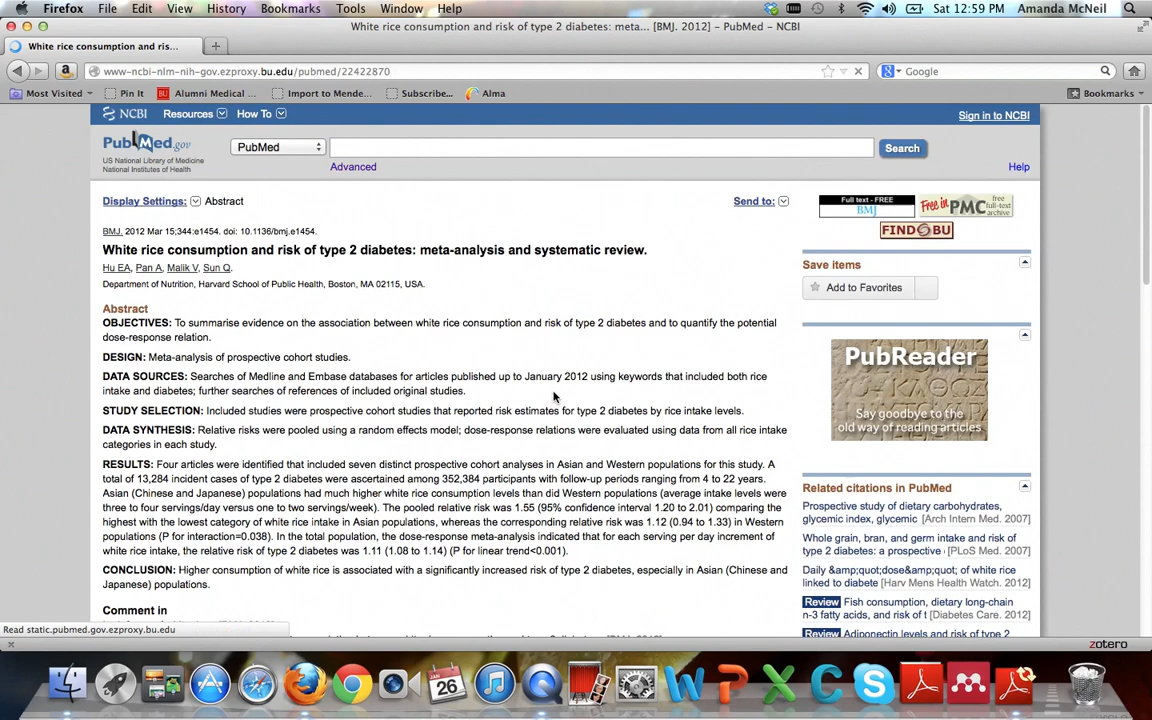 Firefox File Edit View History Bookmarks Tools Window Help Sat 12:59 PM Amanda McNeil
White rice consumption and risk of type 2 diabetes: meta... [BMJ. 2012] – PubMed – NCBI
White rice consumption and ris...
www-ncbi-nlm-nih-gov.ezproxy.bu.edu/pubmed/22422870 Google
Most Visited Pin It Alumni Medical ... Import to Mende... Subscribe... Alma Bookmarks
NCBI Resources How To Sign in to NCBI
PubMed.gov PubMed Search
US National Library of Medicine
National Institutes of Health
Advanced Help
Display Settings: Abstract Send to:
BMJ. 2012 Mar 15;344:e1454. doi: 10.1136/bmj.e1454.
White rice consumption and risk of type 2 diabetes: meta-analysis and systematic review.
Hu EA, Pan A, Malik V, Sun Q.
Department of Nutrition, Harvard School of Public Health, Boston, MA 02115, USA.
Abstract
OBJECTIVES: To summarise evidence on the association between white rice consumption and risk of type 2 diabetes and to quantify the potential
dose-response relation.
DESIGN: Meta-analysis of prospective cohort studies.
DATA SOURCES: Searches of Medline and Embase databases for articles published up to January 2012 using keywords that included both rice
intake and diabetes; further searches of references of included original studies.
STUDY SELECTION: Included studies were prospective cohort studies that reported risk estimates for type 2 diabetes by rice intake levels.
DATA SYNTHESIS: Relative risks were pooled using a random effects model; dose-response relations were evaluated using data from all rice intake
categories in each study.
RESULTS: Four articles were identified that included seven distinct prospective cohort analyses in Asian and Western populations for this study. A
total of 13,284 incident cases of type 2 diabetes were ascertained among 352,384 participants with follow-up periods ranging from 4 to 22 years.
Asian (Chinese and Japanese) populations had much higher white rice consumption levels than did Western populations (average intake levels were
three to four servings/day versus one to two servings/week). The pooled relative risk was 1.55 (95% confidence interval 1.20 to 2.01) comparing the
highest with the lowest category of white rice intake in Asian populations, whereas the corresponding relative risk was 1.12 (0.94 to 1.33) in Western
populations (P for interaction=0.038). In the total population, the dose-response meta-analysis indicated that for each serving per day increment of
white rice intake, the relative risk of type 2 diabetes was 1.11 (1.08 to 1.14) (P for linear trend<0.001).
CONCLUSION: Higher consumption of white rice is associated with a significantly increased risk of type 2 diabetes, especially in Asian (Chinese and
Japanese) populations.
Comment in
Full text - FREE
BMJ
Free in PMC free full-text archive
FIND@BU
Save items
Add to Favorites
PubReader
Say goodbye to the
old way of reading articles
Related citations in PubMed
Prospective study of dietary carbohydrates,
glycemic index, glycemic [Arch Intern Med. 2007]
Whole grain, bran, and germ intake and risk of
type 2 diabetes: a prospective [PLoS Med. 2007]
Daily &amp;quot;dose&amp;quot; of white rice
linked to diabete [Harv Mens Health Watch. 2012]
Review Fish consumption, dietary long-chain
n-3 fatty acids, and risk of t [Diabetes Care. 2012]
Review Adiponectin levels and risk of type 2
Read static.pubmed.gov.ezproxy.bu.edu
zotero
JAN
26